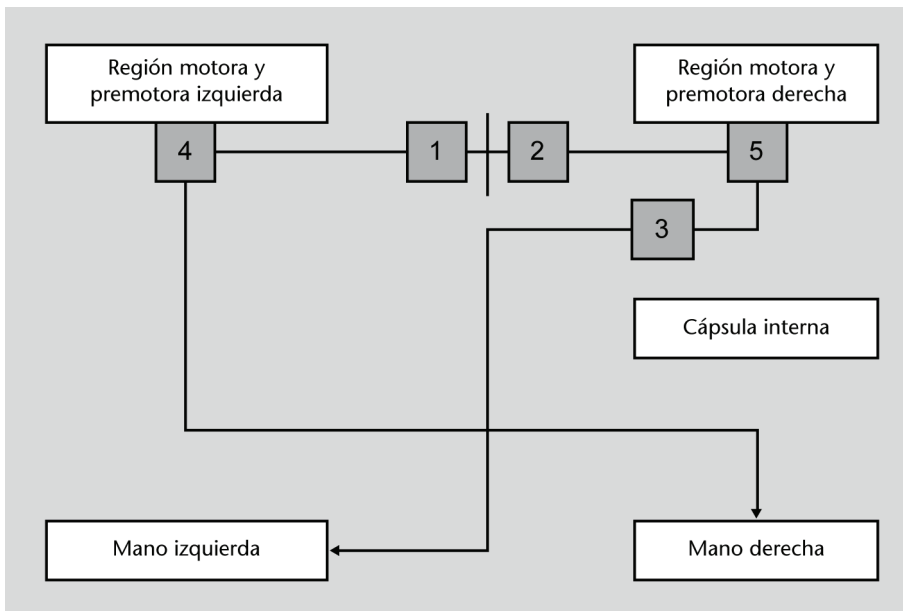 Región motora y
premotora izquierda
Región motora y
premotora derecha
4
1
2
5
3
Cápsula interna
Mano izquierda
Mano derecha